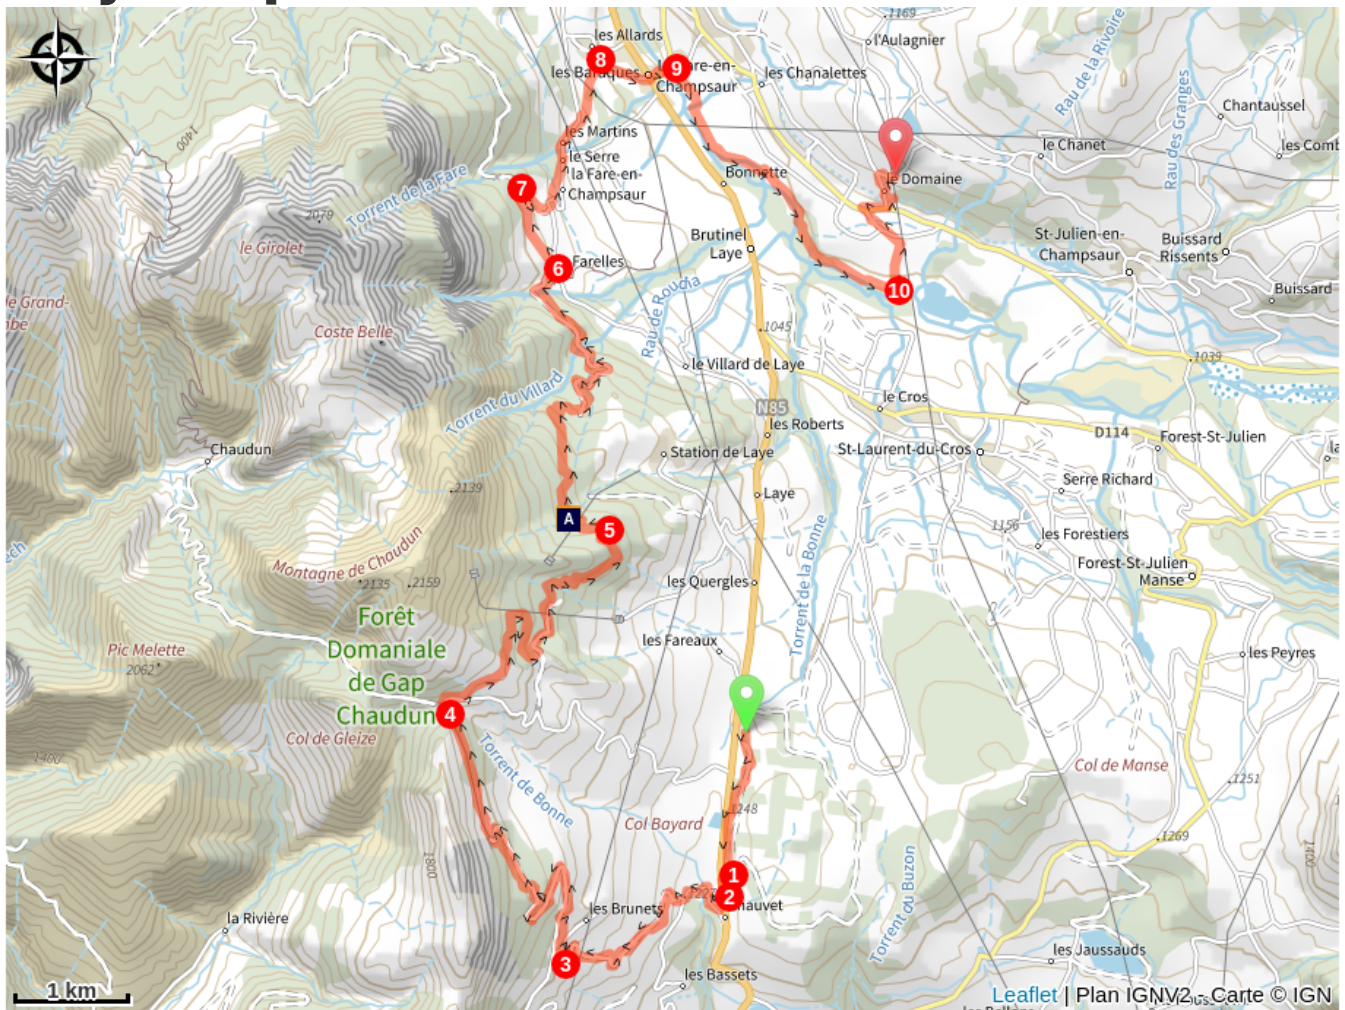 1169
les Allards
l'Aulagnier
Rau de la Rivoire
8
les Baraques
9
Champsaur
les Chanalettes
Rau des Granges
Chantaussel
1400
les Martins
le Chanet
le Serre
la Fare-en-
Champsaur
7
Torrent de la Fare
Bonnette
le Domaine
2079
le Girolet
Brutinel
Laye
St-Julien-en-
Champsaur
Buissard
Rissents
6
Farelles
10
Buissard
Rau de Roucia
Coste Belle
1045
1039
le Villard de Laye
Torrent du Villard
N85
le Cros
les Roberts
D114
Forest-St-Julien
Chaudun
Station de Laye
St-Laurent-du-Cros
Serre Richard
2139
Laye
A
5
1156
les Forestiers
Montagne de Chaudun
2135
2159
les Quergles
Torrent de la Bonne
Forest-St-Julien
Manse
Forêt
Domaniale
de Gap
Chaudun
Pic Melette
2062
les Fareaux
les Peyres
4
Col de Gleize
1400
Torrent de Bonne
Col de Manse
1251
1248
Col Bayard
1269
1400
1800
1
2
Torrent du Buzon
les Brunets
la Rivière
3
les Bassets
les Jaussauds
1 km
Leaflet | Plan IGNV2 - Carte © IGN